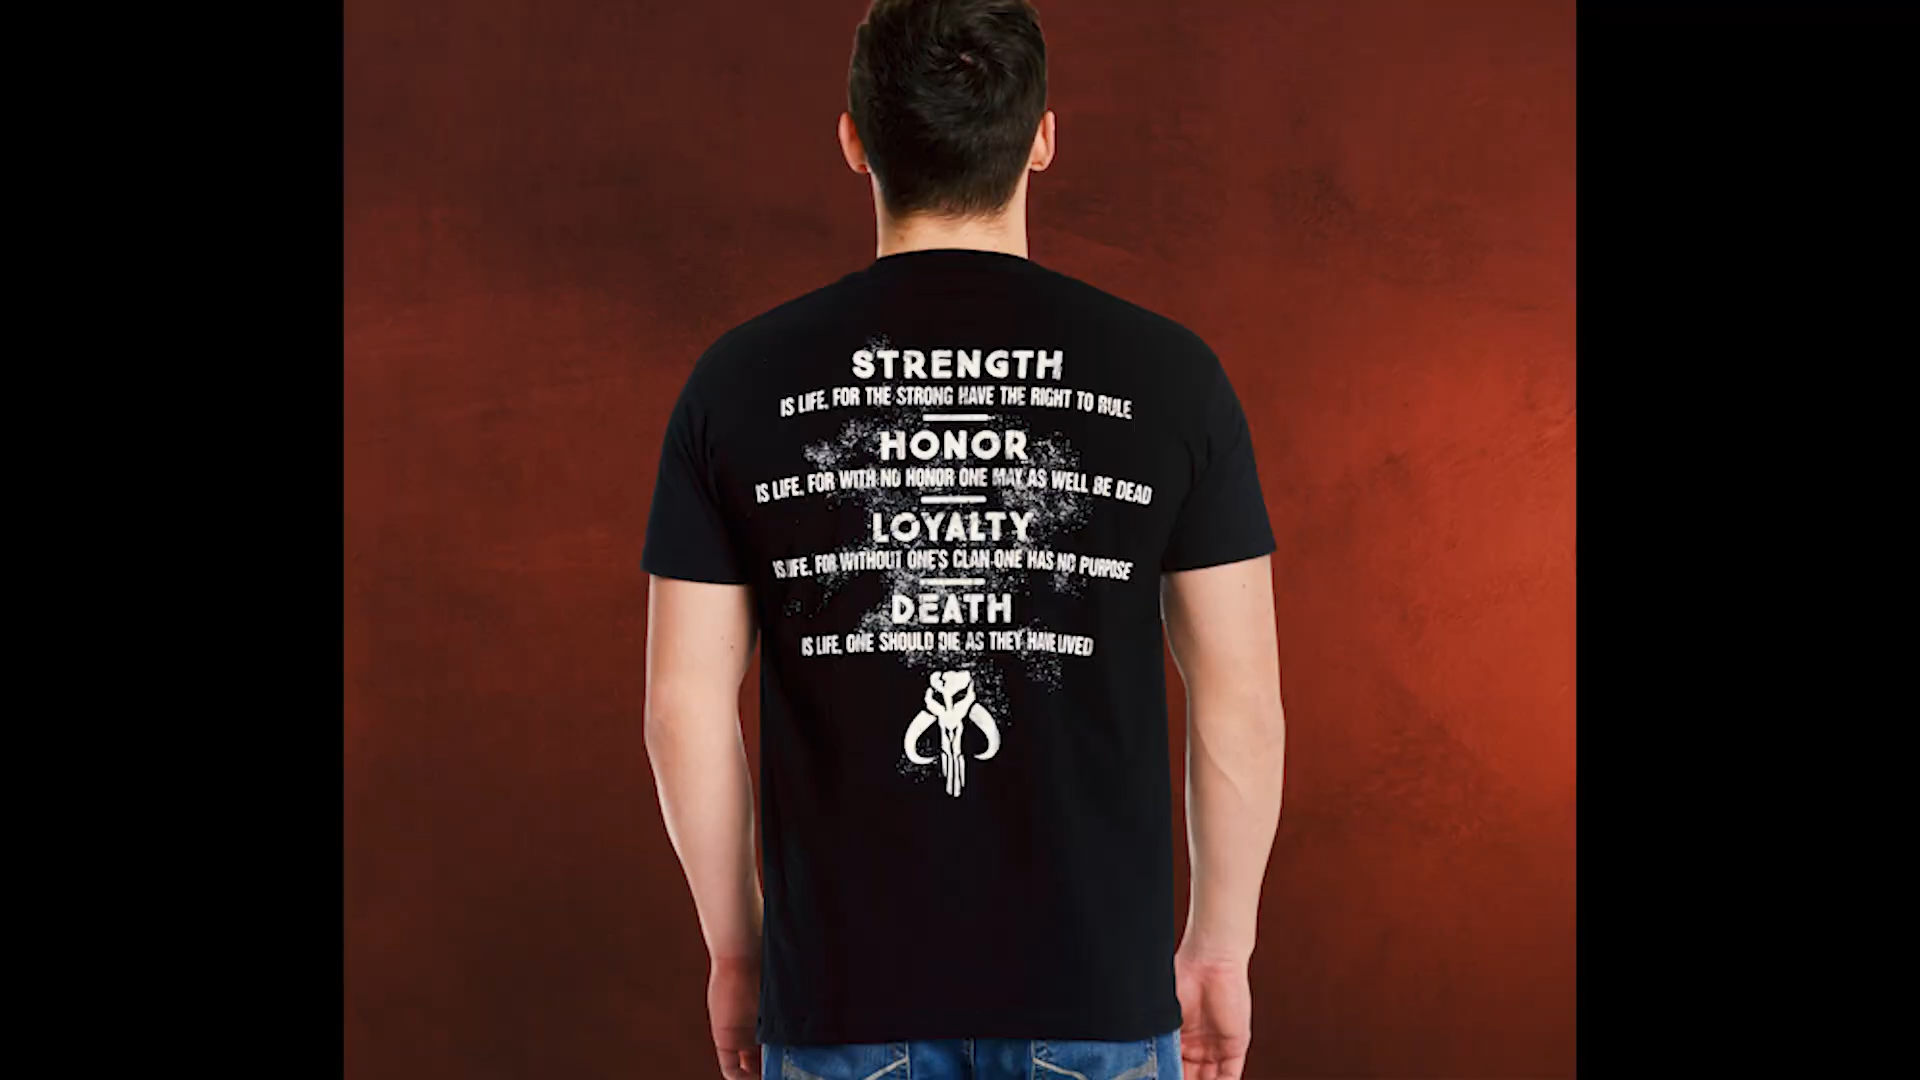 STRENGTH
IS LIFE, FOR THE STRONG HAVE THE RIGHT TO RULE
HONOR
IS LIFE, FOR WITH NO HONOR ONE MAY AS WELL BE DEAD
LOYALTY
IS LIFE, FOR WITHOUT ONE'S CLAN ONE HAS NO PURPOSE
DEATH
IS LIFE, ONE SHOULD DIE AS THEY HAVE LIVED